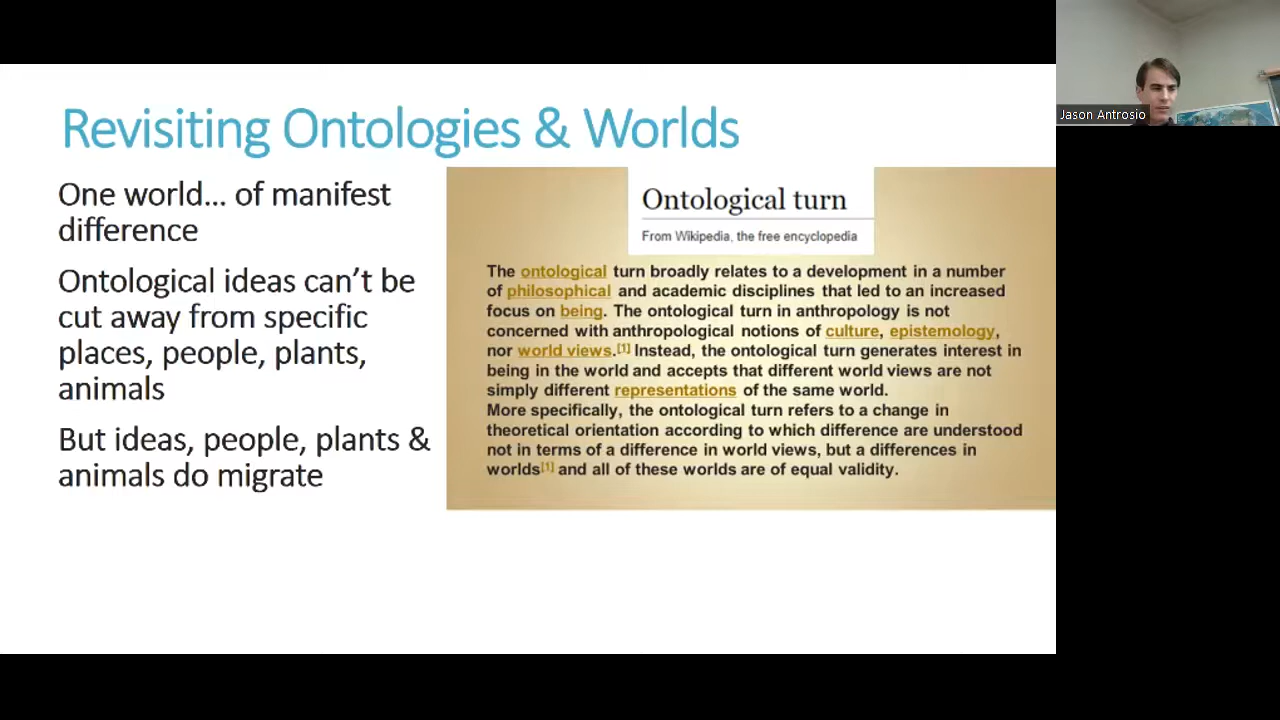 Revisiting Ontologies & Worlds
One world... of manifest
difference
Ontological ideas can't be
cut away from specific
places, people, plants,
animals
But ideas, people, plants &
animals do migrate
Ontological turn
From Wikipedia, the free encyclopedia
The ontological turn broadly relates to a development in a number
of philosophical and academic disciplines that led to an increased
focus on being. The ontological turn in anthropology is not
concerned with anthropological notions of culture, epistemology,
nor world views.[1] Instead, the ontological turn generates interest in
being in the world and accepts that different world views are not
simply different representations of the same world.
More specifically, the ontological turn refers to a change in
theoretical orientation according to which difference are understood
not in terms of a difference in world views, but a differences in
worlds[1] and all of these worlds are of equal validity.
Jason Antrosio